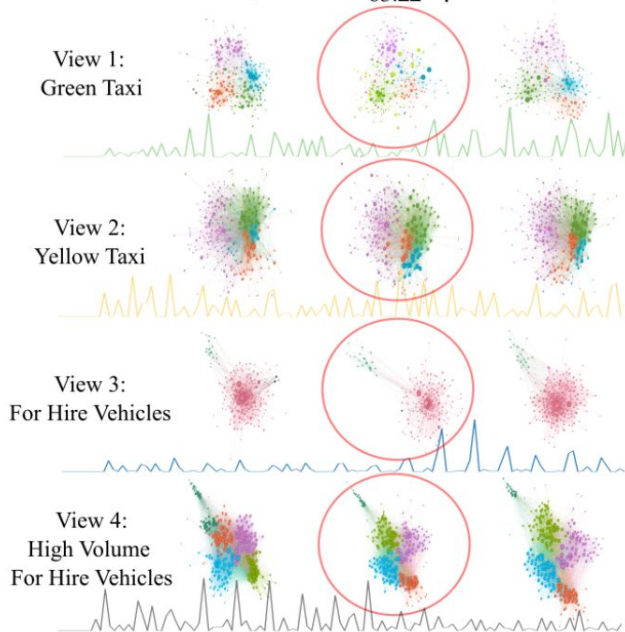 View 1:
Green Taxi
View 2:
Yellow Taxi
View 3:
For Hire Vehicles
View 4:
High Volume
For Hire Vehicles